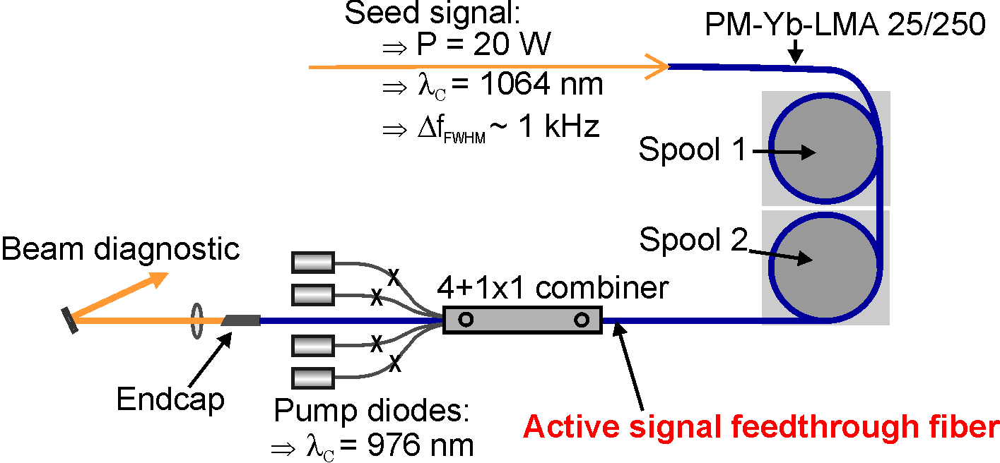 Seed signal:
⇒ P = 20 W
⇒ λC = 1064 nm
⇒ ΔfFWHM ~ 1 kHz
PM-Yb-LMA 25/250
Spool 1
Spool 2
Beam diagnostic
4+1x1 combiner
X
X
X
X
Endcap
Pump diodes:
⇒ λC = 976 nm
Active signal feedthrough fiber